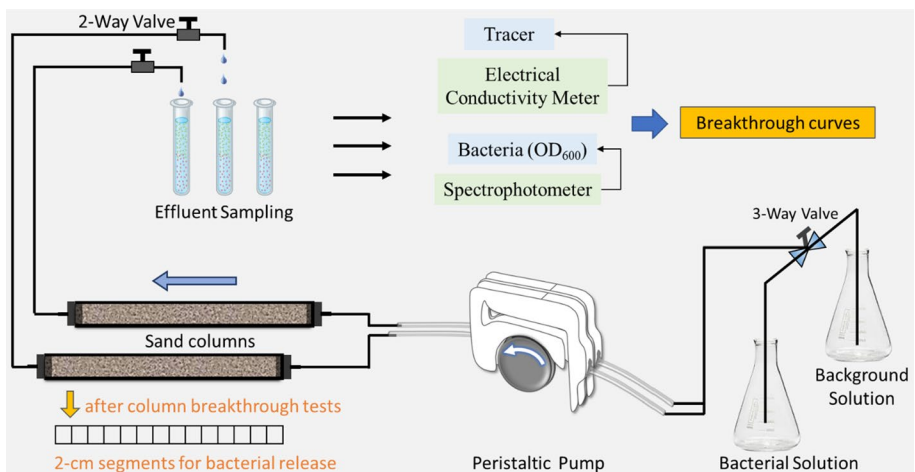 2-Way Valve
Tracer
Electrical
Conductivity Meter
Bacteria (OD₆₀₀)
Spectrophotometer
Breakthrough curves
Effluent Sampling
3-Way Valve
Sand columns
after column breakthrough tests
2-cm segments for bacterial release
Peristaltic Pump
Background
Solution
Bacterial Solution